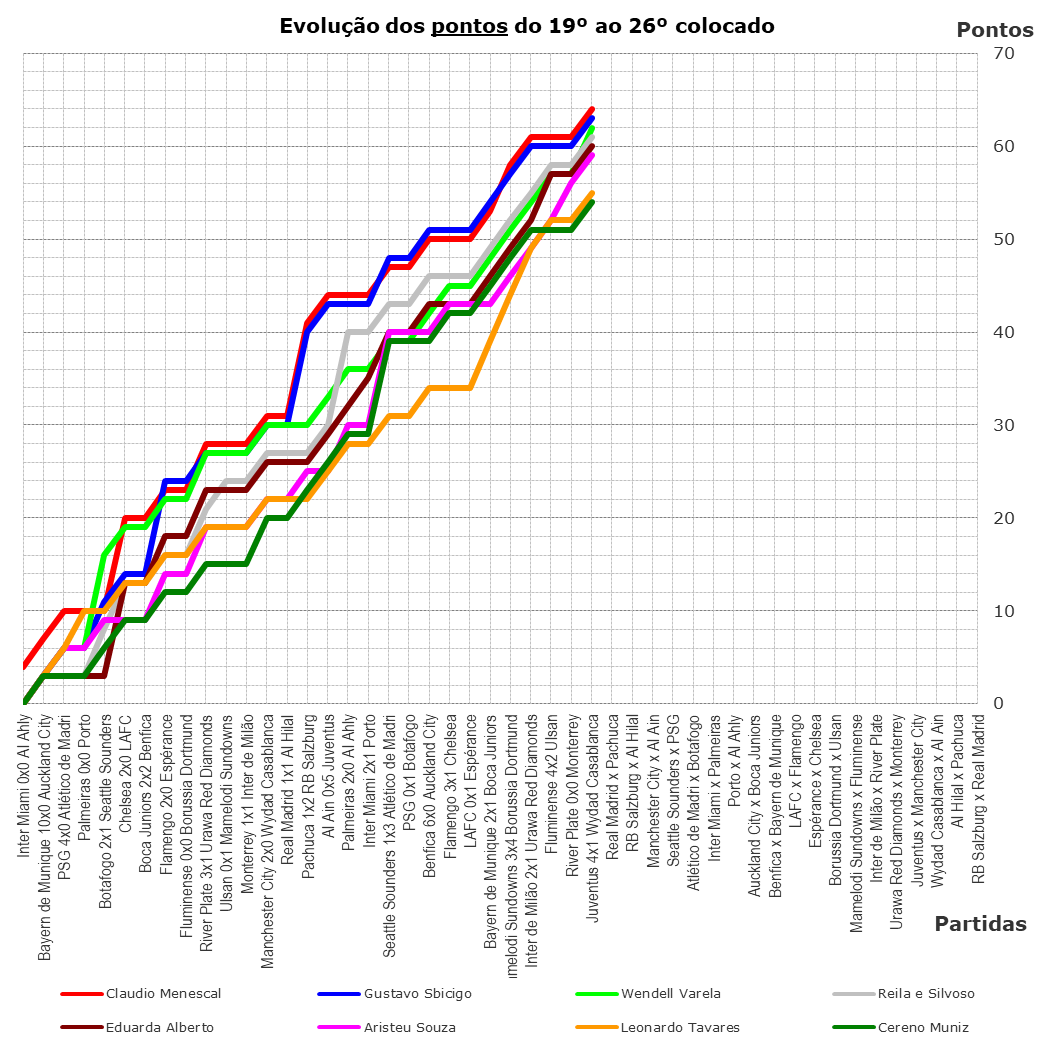 Evolução dos pontos do 19º ao 26º colocado
Pontos
70
60
50
40
30
20
10
0
Inter Miami 0x0 Al Ahly
Bayern de Munique 10x0 Auckland City
PSG 4x0 Atlético de Madri
Palmeiras 0x0 Porto
Botafogo 2x1 Seattle Sounders
Chelsea 2x0 LAFC
Boca Juniors 2x2 Benfica
Flamengo 2x0 Espérance
Fluminense 0x0 Borussia Dortmund
River Plate 3x1 Urawa Red Diamonds
Ulsan 0x1 Mamelodi Sundowns
Monterrey 1x1 Inter de Milão
Manchester City 2x0 Wydad Casablanca
Real Madrid 1x1 Al Hilal
Pachuca 1x2 RB Salzburg
Al Ain 0x5 Juventus
Palmeiras 2x0 Al Ahly
Inter Miami 2x1 Porto
Seattle Sounders 1x3 Atlético de Madri
PSG 0x1 Botafogo
Benfica 6x0 Auckland City
Flamengo 3x1 Chelsea
LAFC 0x1 Espérance
Bayern de Munique 2x1 Boca Juniors
melodi Sundowns 3x4 Borussia Dortmund
Inter de Milão 2x1 Urawa Red Diamonds
Fluminense 4x2 Ulsan
River Plate 0x0 Monterrey
Juventus 4x1 Wydad Casablanca
Real Madrid x Pachuca
RB Salzburg x Al Hilal
Manchester City x Al Ain
Seattle Sounders x PSG
Atlético de Madri x Botafogo
Inter Miami x Palmeiras
Porto x Al Ahly
Auckland City x Boca Juniors
Benfica x Bayern de Munique
LAFC x Flamengo
Espérance x Chelsea
Borussia Dortmund x Ulsan
Mamelodi Sundowns x Fluminense
Inter de Milão x River Plate
Urawa Red Diamonds x Monterrey
Juventus x Manchester City
Wydad Casablanca x Al Ain
Al Hilal x Pachuca
RB Salzburg x Real Madrid
Partidas
Claudio Menescal
Gustavo Sbicigo
Wendell Varela
Reila e Silvoso
Eduarda Alberto
Aristeu Souza
Leonardo Tavares
Cereno Muniz